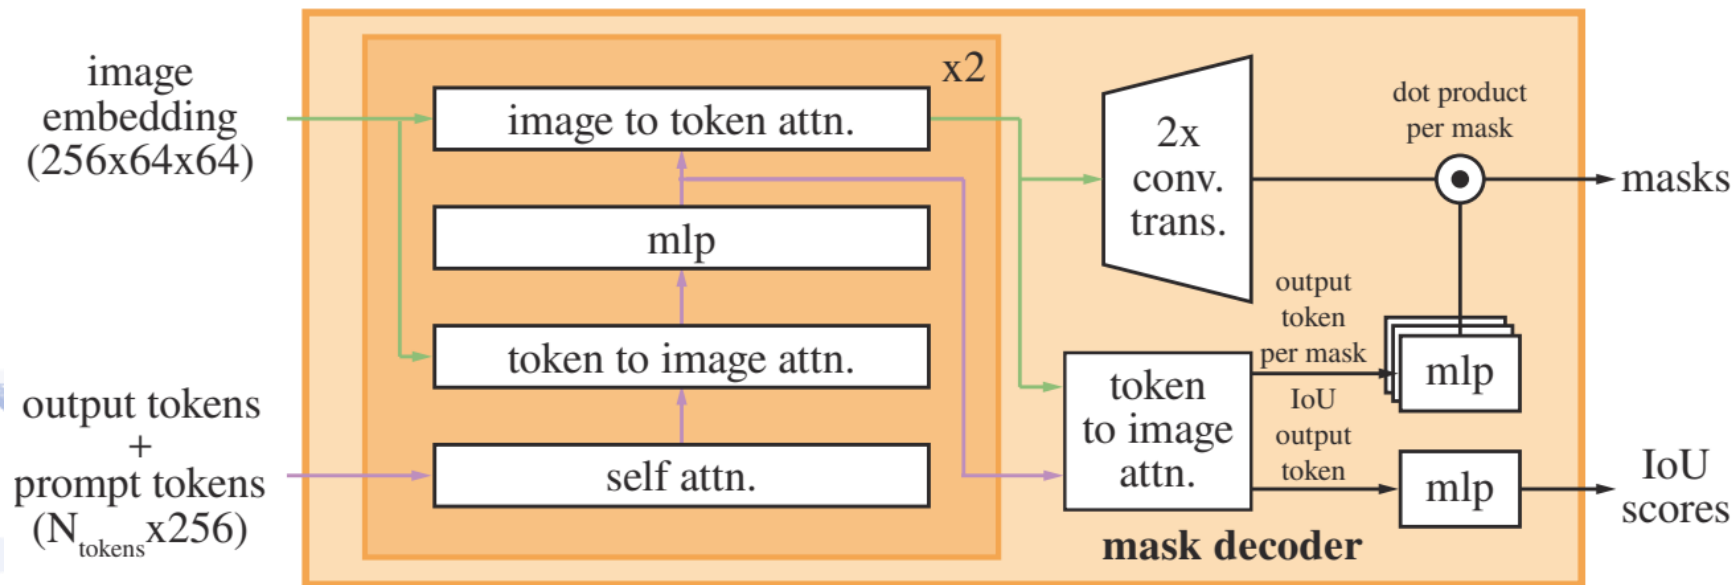 image
embedding
(256x64x64)
output tokens
+
prompt tokens
(N_tokens x256)
x2
image to token attn.
mlp
token to image attn.
self attn.
2x
conv.
trans.
dot product
per mask
masks
output
token
per mask
mlp
token
to image
attn.
IoU
output
token
mlp
IoU
scores
mask decoder